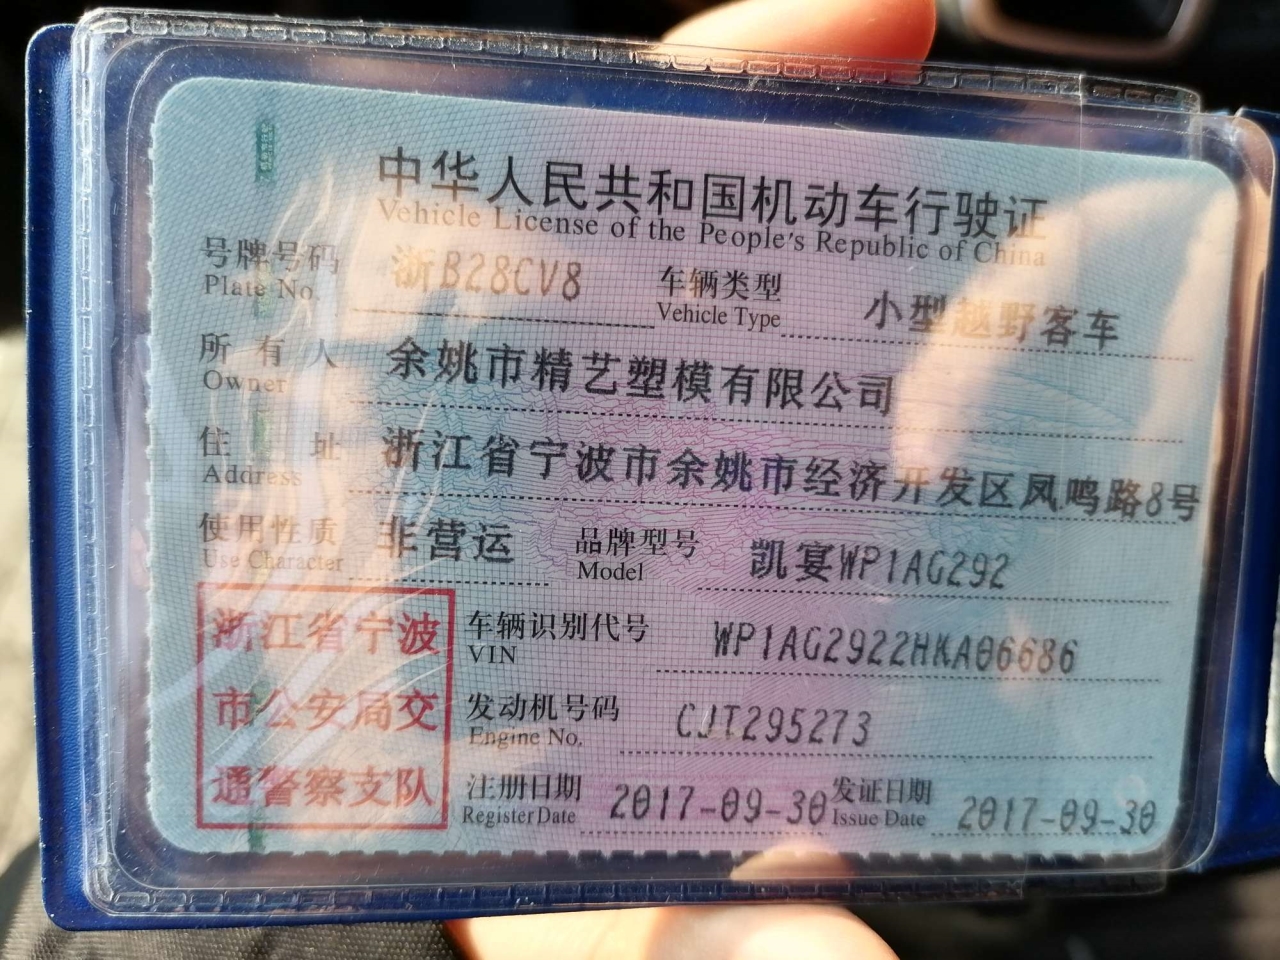 中华人民共和国机动车行驶证
Vehicle License of the People's Republic of China
号牌号码 浙B28CV8 车辆类型 小型越野客车
Plate No. Vehicle Type
所有人 余姚市精艺塑模有限公司
Owner
住址 浙江省宁波市余姚市经济开发区凤鸣路8号
Address
使用性质 非营运 品牌型号 凯宴WP1AG292
Use Character Model
浙江省宁波
市公安局交
通警察支队
车辆识别代号 WP1AG2922HKA06686
VIN
发动机号码 CJT295273
Engine No.
注册日期 2017-09-30 发证日期 2017-09-30
Register Date Issue Date